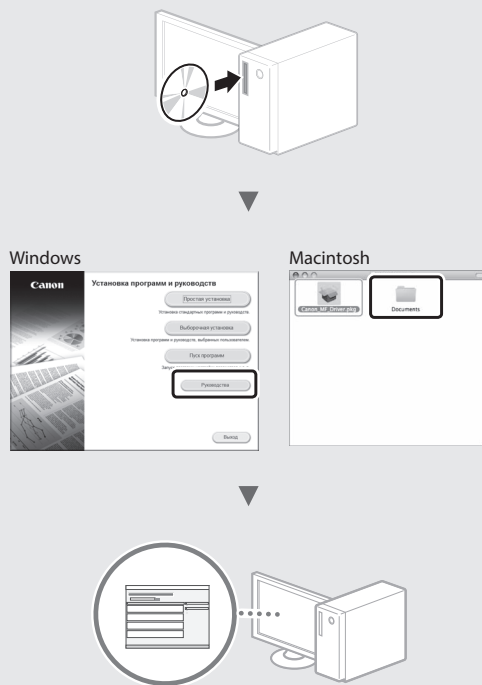 Windows
Macintosh
Canon
Установка программ и руководств
Простая установка
Установка стандартных программ и руководств
Выборочная установка
Установка программ и руководств, выбранных пользователем
Пуск программ
Руководства
Выход
Canon_MF_Driver.pkg
Documents